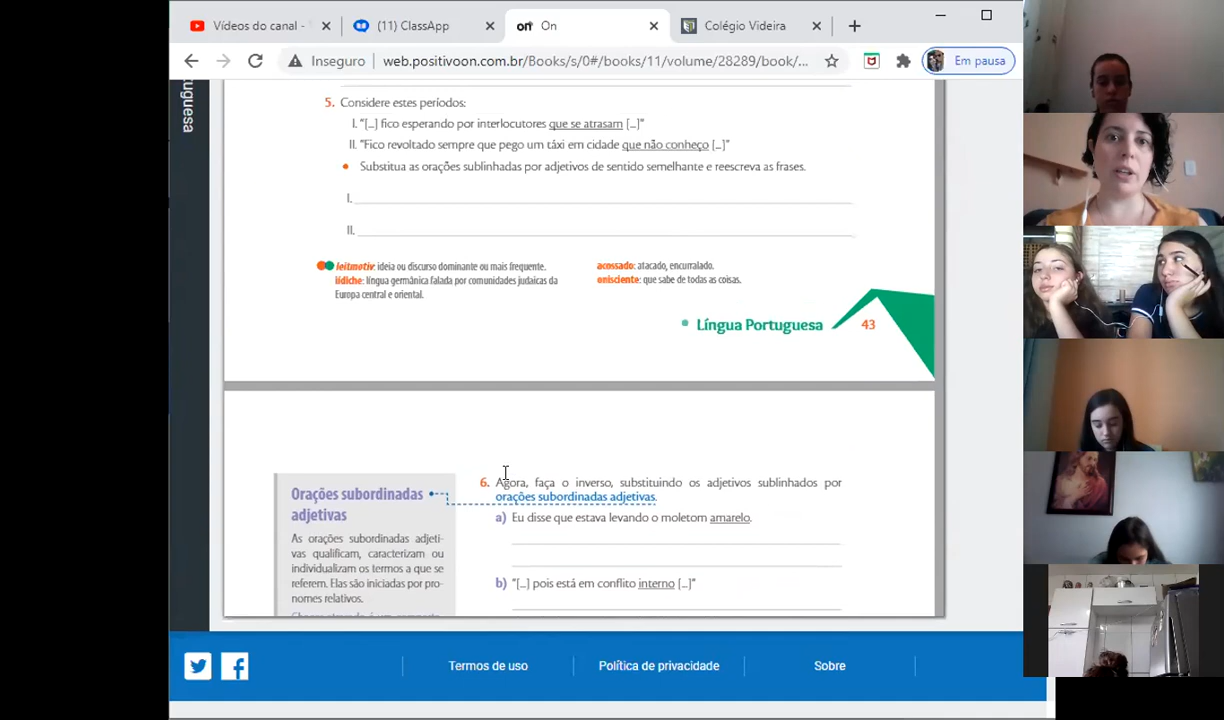 Vídeos do canal -
(11) ClassApp
on On
Colégio Videira
Inseguro
web.positivoon.com.br/Books/s/0#/books/11/volume/28289/book/...
Em pausa
uguesa
5. Considere estes períodos:
I. "[...] fico esperando por interlocutores que se atrasam [...]"
II. "Fico revoltado sempre que pego um táxi em cidade que não conheço [...]"
• Substitua as orações sublinhadas por adjetivos de sentido semelhante e reescreva as frases.
I.
II.
leitmotiv: ideia ou discurso dominante ou mais frequente.
iídiche: língua germânica falada por comunidades judaicas da
Europa central e oriental.
acossado: atacado, encurralado.
onisciente: que sabe de todas as coisas.
Língua Portuguesa 43
Orações subordinadas
adjetivas
As orações subordinadas adjeti-
vas qualificam, caracterizam ou
individualizam os termos a que se
referem. Elas são iniciadas por pro-
nomes relativos.
6. Agora, faça o inverso, substituindo os adjetivos sublinhados por
orações subordinadas adjetivas.
a) Eu disse que estava levando o moletom amarelo.
b) "[...] pois está em conflito interno [...]"
Termos de uso
Política de privacidade
Sobre